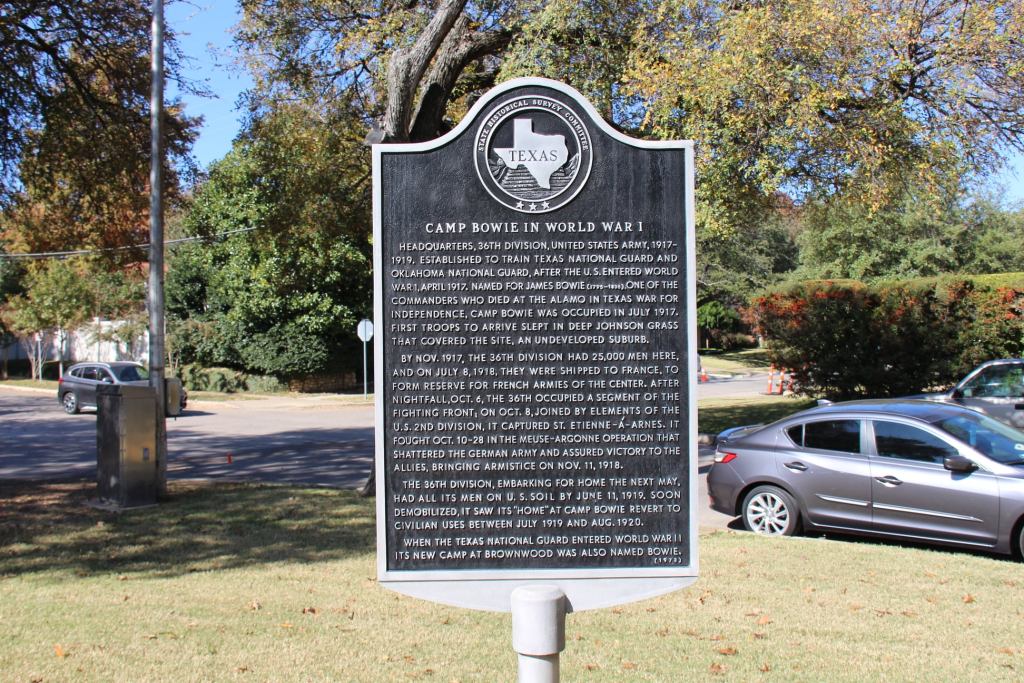 STATE HISTORICAL SURVEY COMMITTEE
TEXAS
CAMP BOWIE IN WORLD WAR I
HEADQUARTERS, 36TH DIVISION, UNITED STATES ARMY, 1917-
1919. ESTABLISHED TO TRAIN TEXAS NATIONAL GUARD AND
OKLAHOMA NATIONAL GUARD, AFTER THE U.S. ENTERED WORLD
WAR I, APRIL 1917. NAMED FOR JAMES BOWIE (1795-1836), ONE OF THE
COMMANDERS WHO DIED AT THE ALAMO IN TEXAS WAR FOR
INDEPENDENCE, CAMP BOWIE WAS OCCUPIED IN JULY 1917.
FIRST TROOPS TO ARRIVE SLEPT IN DEEP JOHNSON GRASS
THAT COVERED THE SITE, AN UNDEVELOPED SUBURB.
BY NOV. 1917, THE 36TH DIVISION HAD 25,000 MEN HERE,
AND ON JULY 8, 1918, THEY WERE SHIPPED TO FRANCE, TO
FORM RESERVE FOR FRENCH ARMIES OF THE CENTER. AFTER
NIGHTFALL, OCT. 6, THE 36TH OCCUPIED A SEGMENT OF THE
FIGHTING FRONT; ON OCT. 8, JOINED BY ELEMENTS OF THE
U.S. 2ND DIVISION, IT CAPTURED ST. ETIENNE-Á-ARNES. IT
FOUGHT OCT. 10-28 IN THE MEUSE-ARGONNE OPERATION THAT
SHATTERED THE GERMAN ARMY AND ASSURED VICTORY TO THE
ALLIES, BRINGING ARMISTICE ON NOV. 11, 1918.
THE 36TH DIVISION, EMBARKING FOR HOME THE NEXT MAY,
HAD ALL ITS MEN ON U.S. SOIL BY JUNE 11, 1919. SOON
DEMOBILIZED, IT SAW ITS "HOME" AT CAMP BOWIE REVERT TO
CIVILIAN USES BETWEEN JULY 1919 AND AUG. 1920.
WHEN THE TEXAS NATIONAL GUARD ENTERED WORLD WAR II
ITS NEW CAMP AT BROWNWOOD WAS ALSO NAMED BOWIE.
(1973)